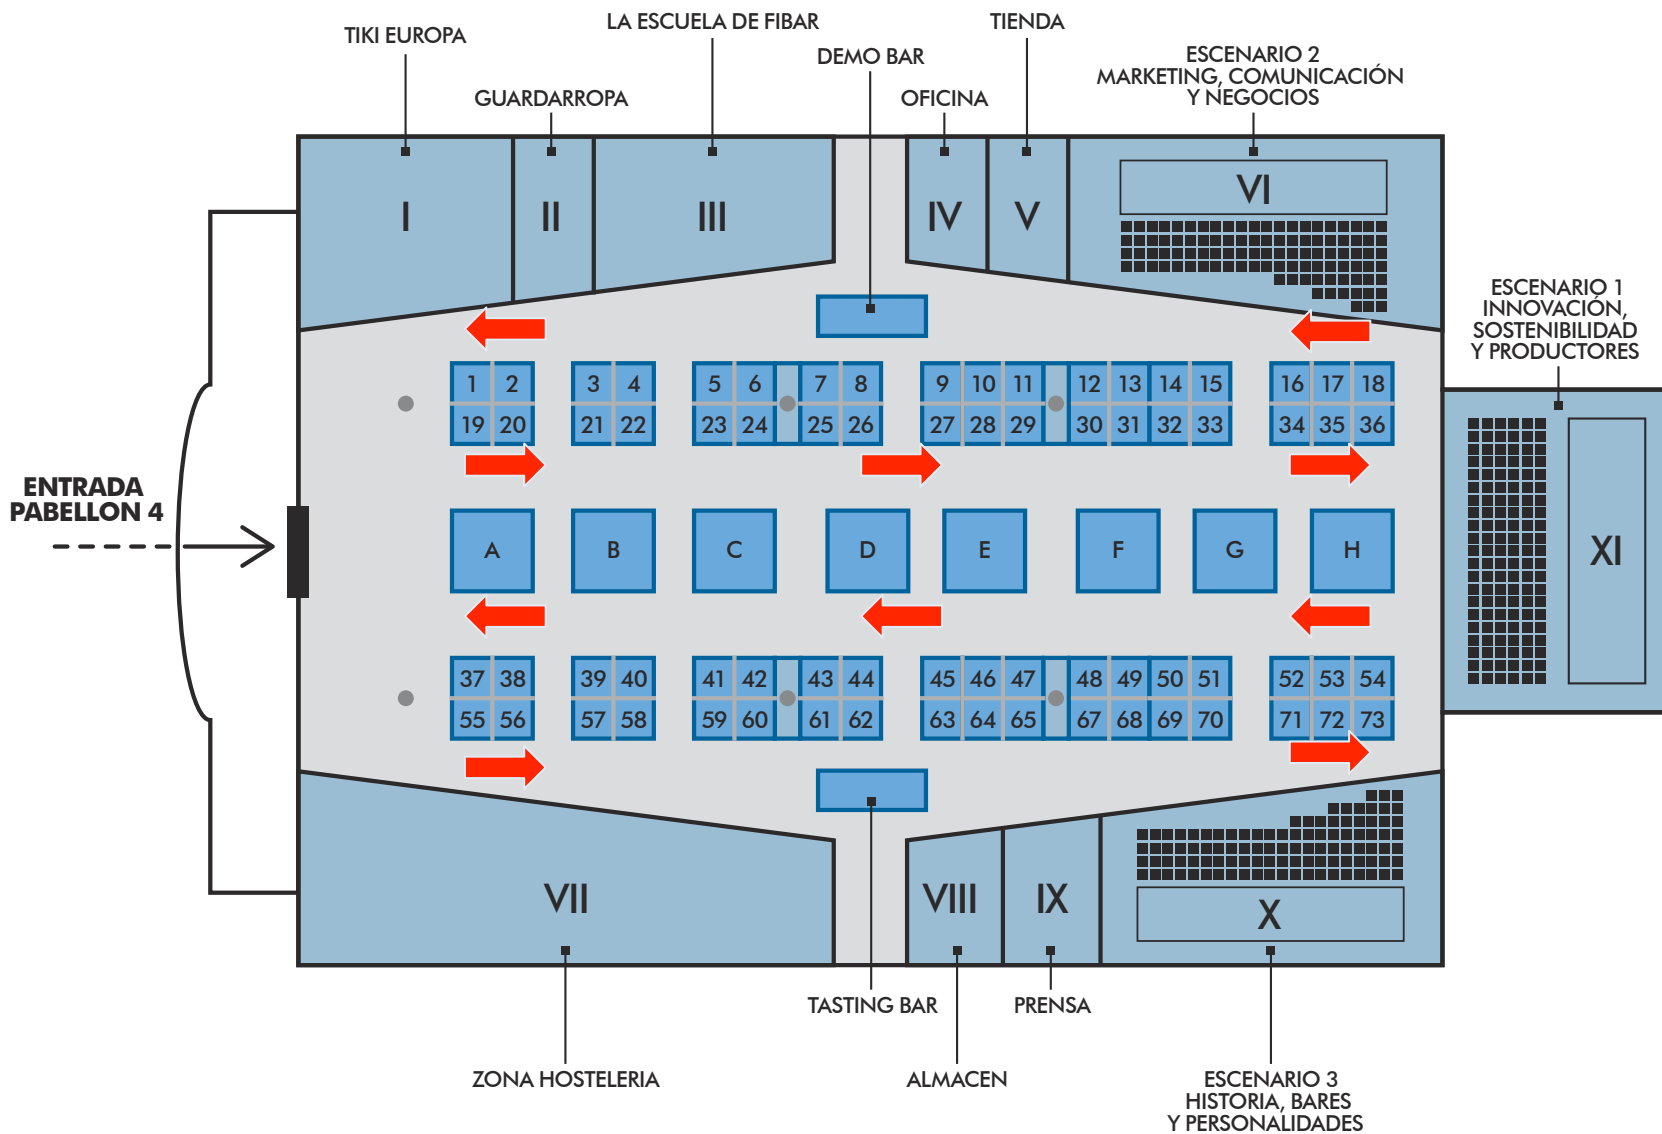 LA ESCUELA DE FIBAR
TIENDA
TIKI EUROPA
DEMO BAR
ESCENARIO 2
MARKETING, COMUNICACIÓN
Y NEGOCIOS
GUARDARROPA
OFICINA
I
II
III
IV
V
VI
ESCENARIO 1
INNOVACIÓN,
SOSTENIBILIDAD
Y PRODUCTORES
1 2 3 4 5 6 7 8 9 10 11 12 13 14 15 16 17 18
19 20 21 22 23 24 25 26 27 28 29 30 31 32 33 34 35 36
ENTRADA
PABELLON 4
A B C D E F G H
XI
37 38 39 40 41 42 43 44 45 46 47 48 49 50 51 52 53 54
55 56 57 58 59 60 61 62 63 64 65 67 68 69 70 71 72 73
VII
VIII
IX
X
TASTING BAR
PRENSA
ZONA HOSTELERIA
ALMACEN
ESCENARIO 3
HISTORIA, BARES
Y PERSONALIDADES